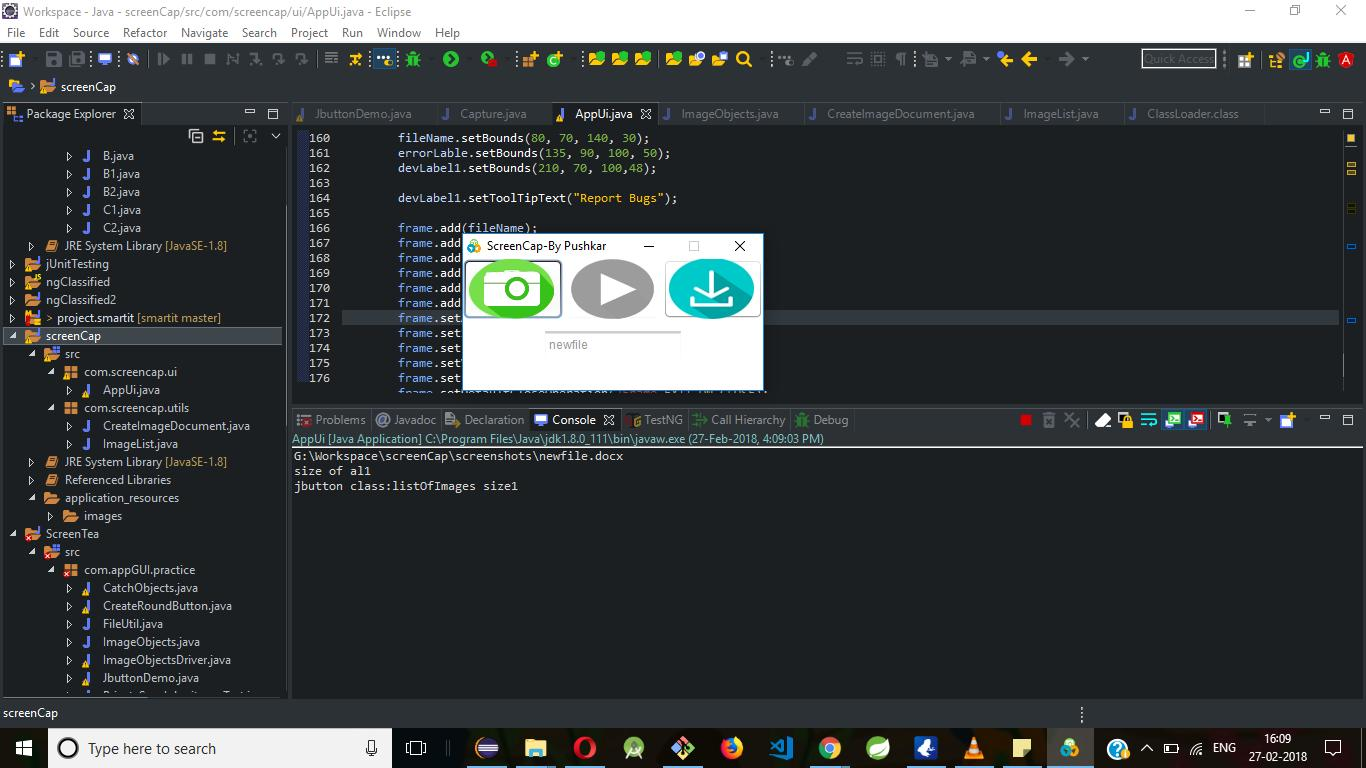 Workspace - Java - screenCap/src/com/screencap/ui/AppUi.java - Eclipse
File Edit Source Refactor Navigate Search Project Run Window Help
Quick Access
screenCap
Package Explorer
B.java
B1.java
B2.java
C1.java
C2.java
JRE System Library [JavaSE-1.8]
jUnitTesting
ngClassified
ngClassified2
> project.smartit [smartit master]
screenCap
src
com.screencap.ui
AppUi.java
com.screencap.utils
CreateImageDocument.java
ImageList.java
JRE System Library [JavaSE-1.8]
Referenced Libraries
application_resources
images
ScreenTea
src
com.appGUI.practice
CatchObjects.java
CreateRoundButton.java
FileUtil.java
ImageObjects.java
ImageObjectsDriver.java
JbuttonDemo.java
JbuttonDemo.java Capture.java AppUi.java ImageObjects.java CreateImageDocument.java ImageList.java ClassLoader.class
160 fileName.setBounds(80, 70, 140, 30);
161 errorLable.setBounds(135, 90, 100, 50);
162 devLabel1.setBounds(210, 70, 100,48);
163
164 devLabel1.setToolTipText("Report Bugs");
165
166 frame.add(fileName);
167 frame.add
168 frame.add
169 frame.add
170 frame.add
171 frame.add
172 frame.set
173 frame.set
174 frame.set
175 frame.set
176 frame.set
ScreenCap-By Pushkar
newfile
Problems Javadoc Declaration Console TestNG Call Hierarchy Debug
AppUi [Java Application] C:\Program Files\Java\jdk1.8.0_111\bin\javaw.exe (27-Feb-2018, 4:09:03 PM)
G:\Workspace\screenCap\screenshots\newfile.docx
size of al1
jbutton class:listOfImages size1
screenCap
Type here to search
ENG
16:09
27-02-2018